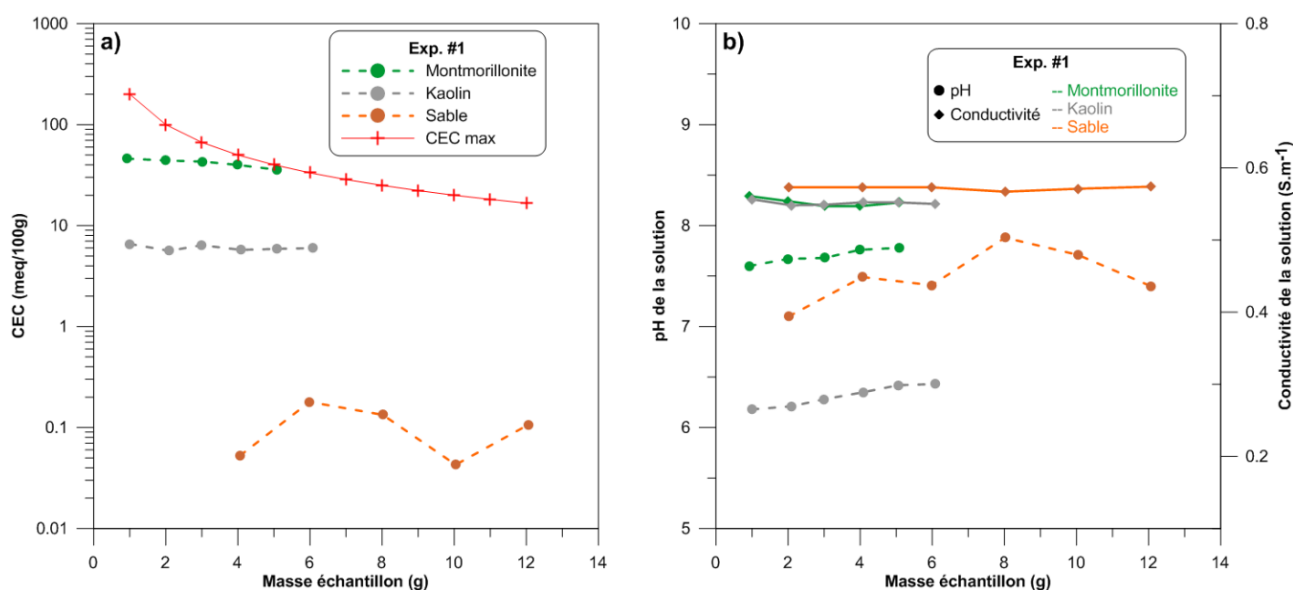 a)
Exp. #1
Montmorillonite
Kaolin
Sable
CEC max
1000
100
10
1
0.1
0.01
CEC (meq/100g)
0 2 4 6 8 10 12 14
Masse échantillon (g)
b)
Exp. #1
pH
Conductivité
-- Montmorillonite
-- Kaolin
-- Sable
10
9
8
7
6
5
pH de la solution
0.8
0.6
0.4
0.2
Conductivité de la solution (S.m-1)
0 2 4 6 8 10 12 14
Masse échantillon (g)